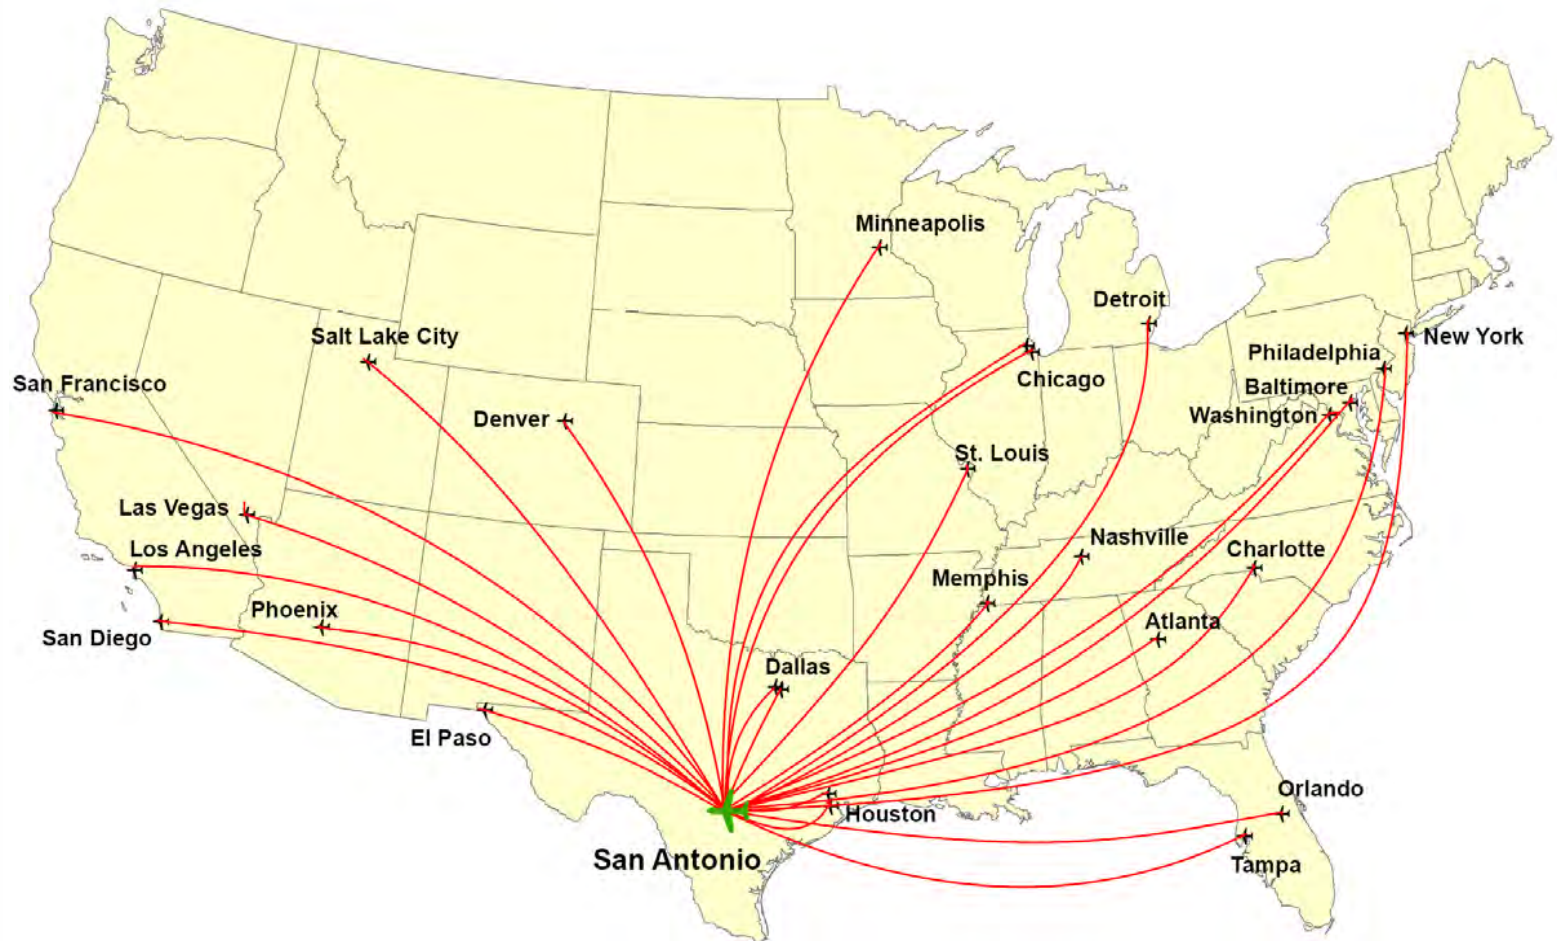 Minneapolis
Detroit
Salt Lake City
New York
Philadelphia
Chicago
San Francisco
Baltimore
Denver
Washington
St. Louis
Las Vegas
Nashville
Los Angeles
Charlotte
Memphis
Phoenix
Atlanta
San Diego
Dallas
El Paso
Orlando
Houston
San Antonio
Tampa